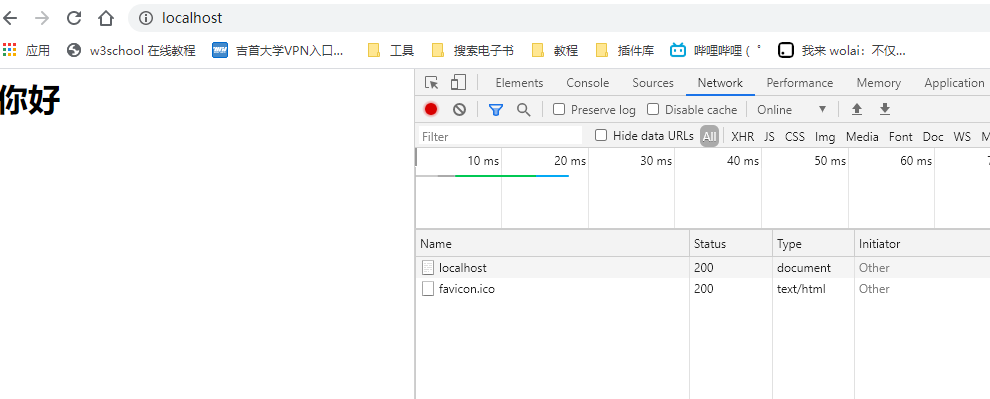 localhost
应用 w3school 在线教程 吉首大学VPN入口... 工具 搜索电子书 教程 插件库 哔哩哔哩 ( ゜ 我来 wolai：不仅...
你好
Elements Console Sources Network Performance Memory Application
Preserve log Disable cache Online
Filter Hide data URLs All XHR JS CSS Img Media Font Doc WS
10 ms 20 ms 30 ms 40 ms 50 ms 60 ms
Name Status Type Initiator
localhost 200 document Other
favicon.ico 200 text/html Other